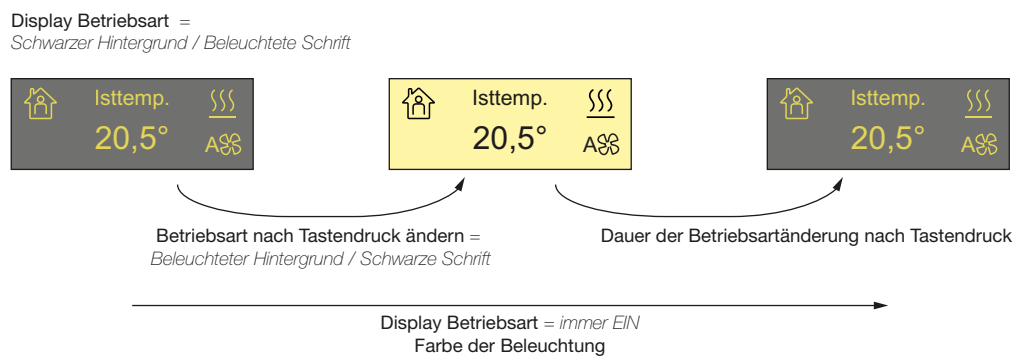 Display Betriebsart =
Schwarzer Hintergrund / Beleuchtete Schrift
Isttemp.
20,5°
A
Isttemp.
20,5°
A
Isttemp.
20,5°
A
Betriebsart nach Tastendruck ändern =
Beleuchteter Hintergrund / Schwarze Schrift
Dauer der Betriebsartänderung nach Tastendruck
Display Betriebsart = immer EIN
Farbe der Beleuchtung